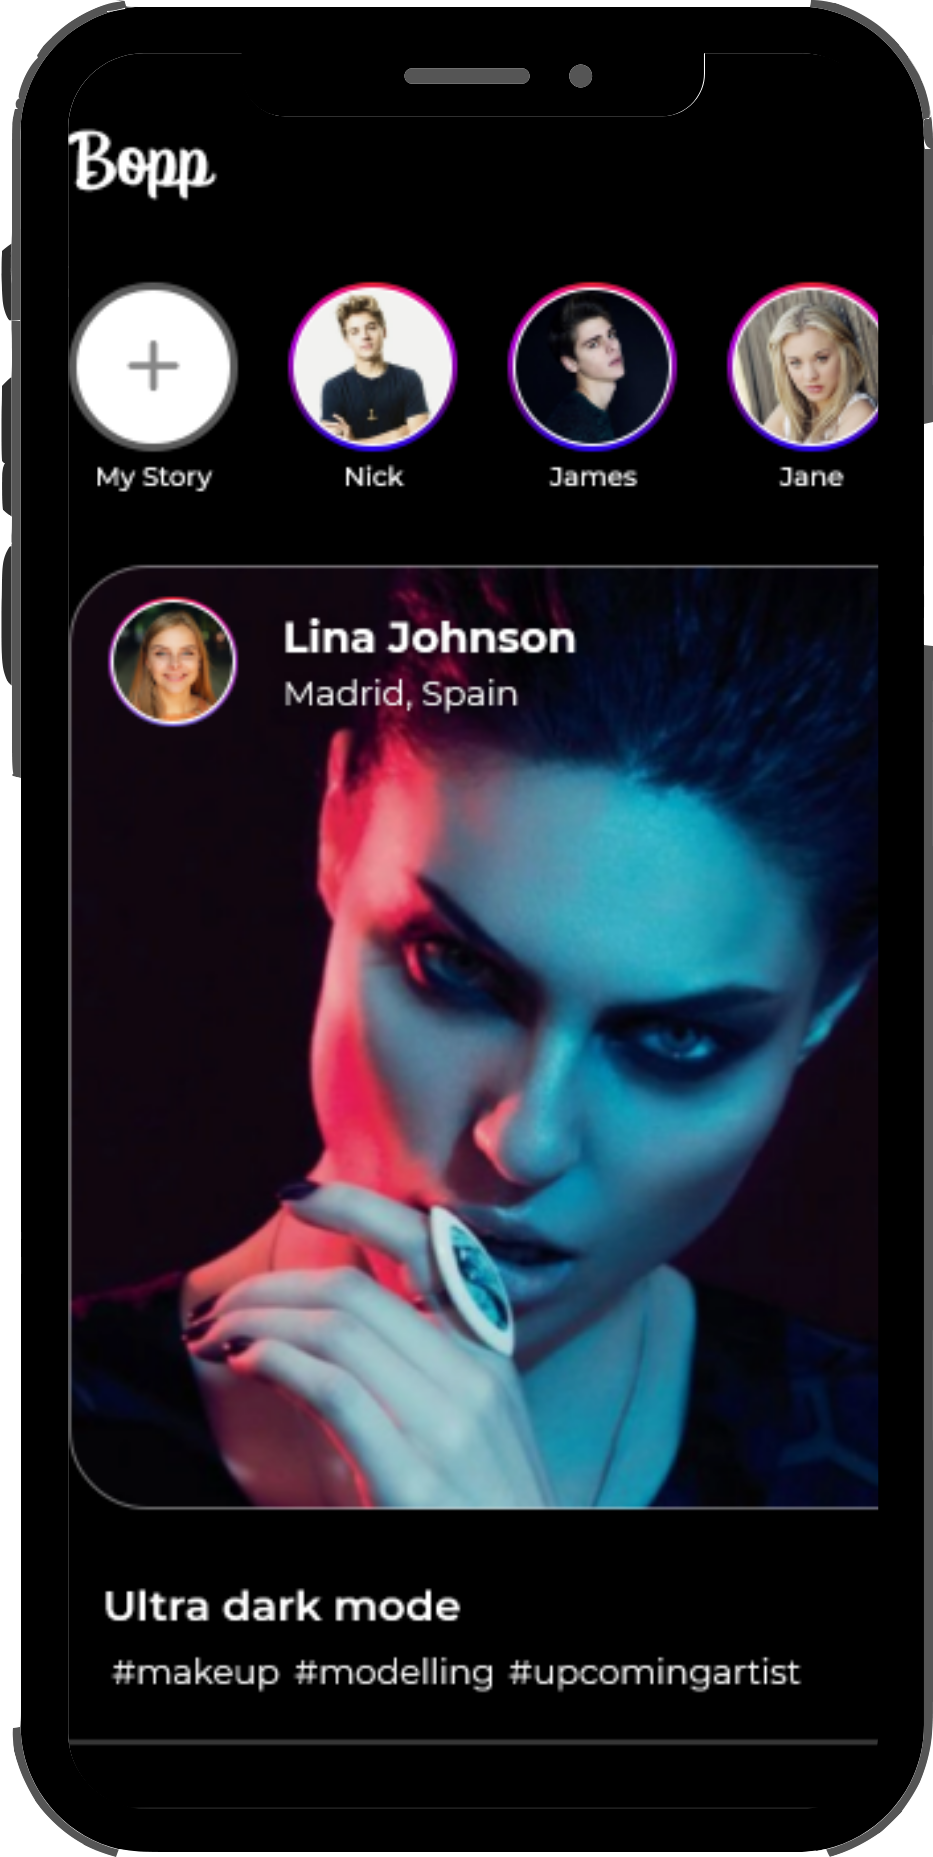 Bopp
My Story
Nick
James
Jane
Lina Johnson
Madrid, Spain
Ultra dark mode
#makeup #modelling #upcomingartist